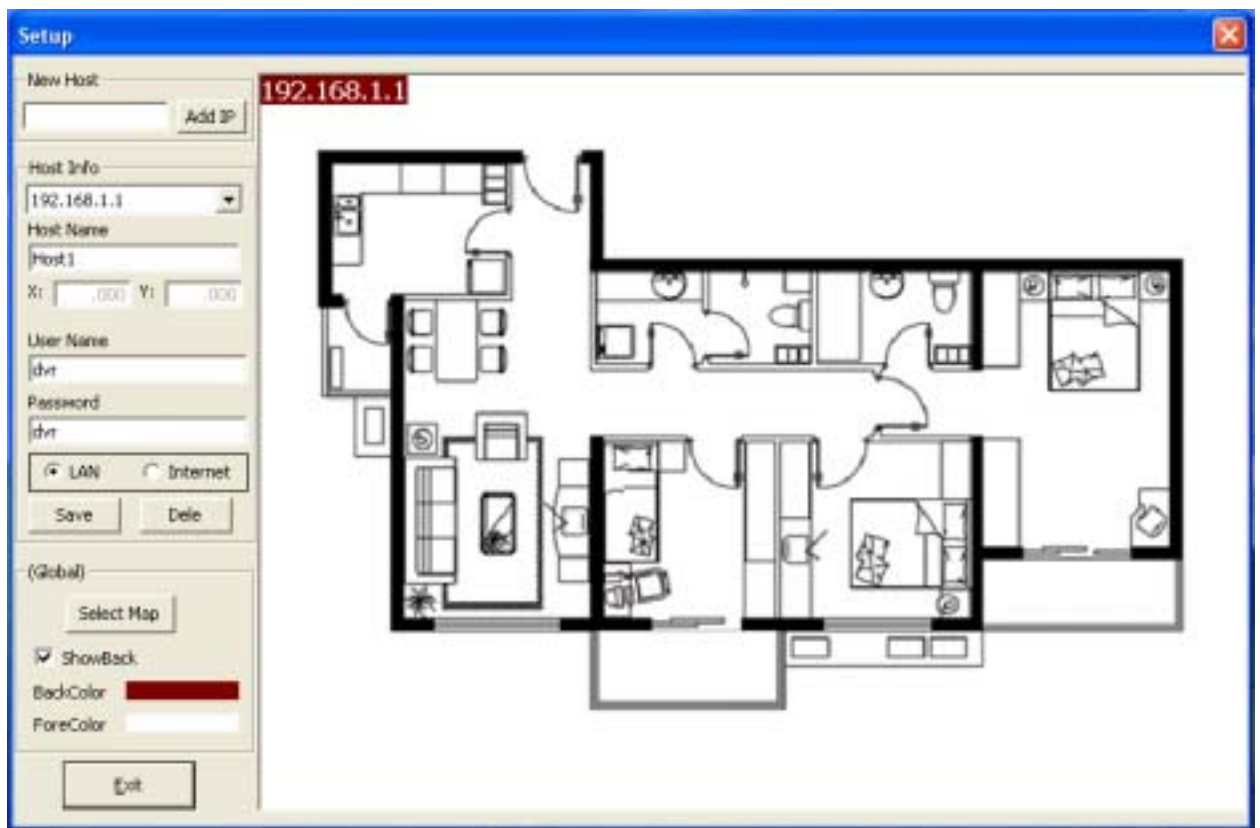 Setup
New Host
Add IP
192.168.1.1
Host Info
192.168.1.1
Host Name
Host1
X: .000 Y: .000
User Name
dvr
Password
dvr
LAN Internet
Save Dele
(Global)
Select Map
ShowBack
BackColor
ForeColor
Exit